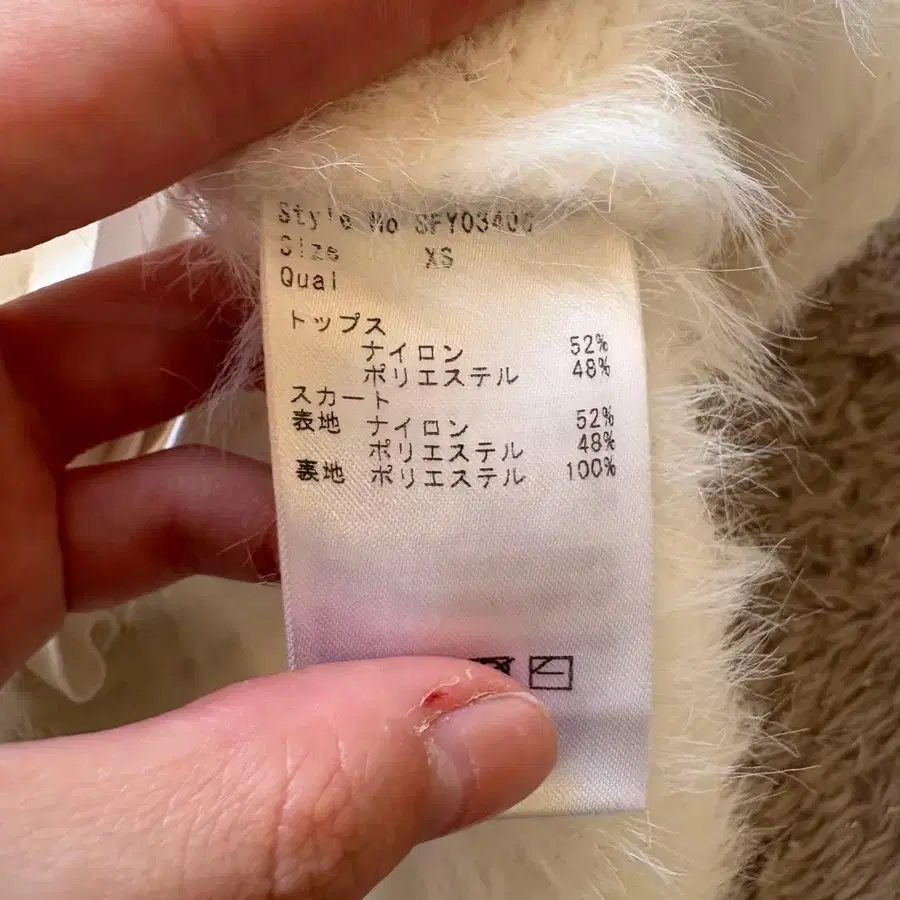 Style No SFY03406
Size XS
Qual
トップス
ナイロン 52%
ポリエステル 48%
スカート
表地 ナイロン 52%
ポリエステル 48%
裏地 ポリエステル 100%